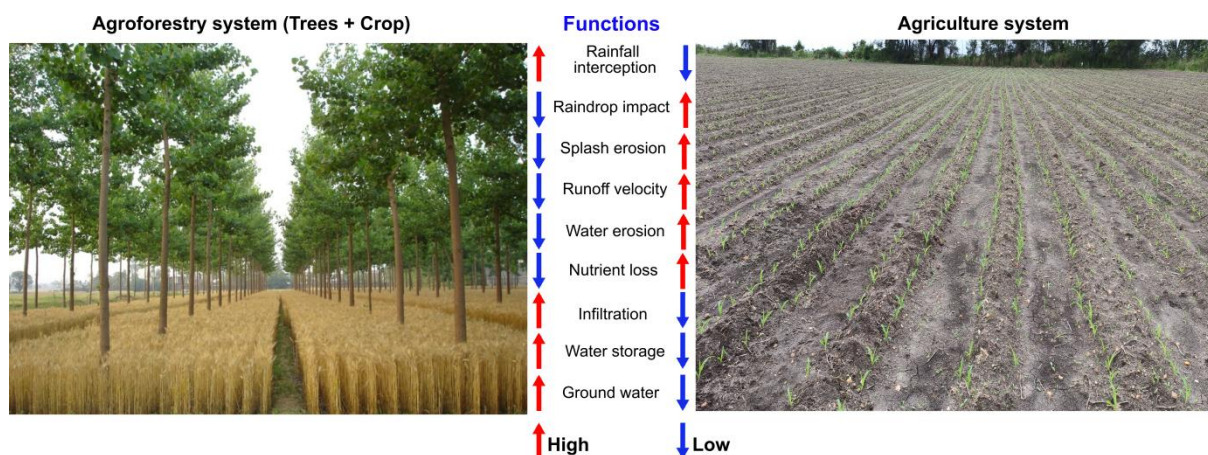 Agroforestry system (Trees + Crop)
Functions
Agriculture system
Rainfall
interception
Raindrop impact
Splash erosion
Runoff velocity
Water erosion
Nutrient loss
Infiltration
Water storage
Ground water
High
Low